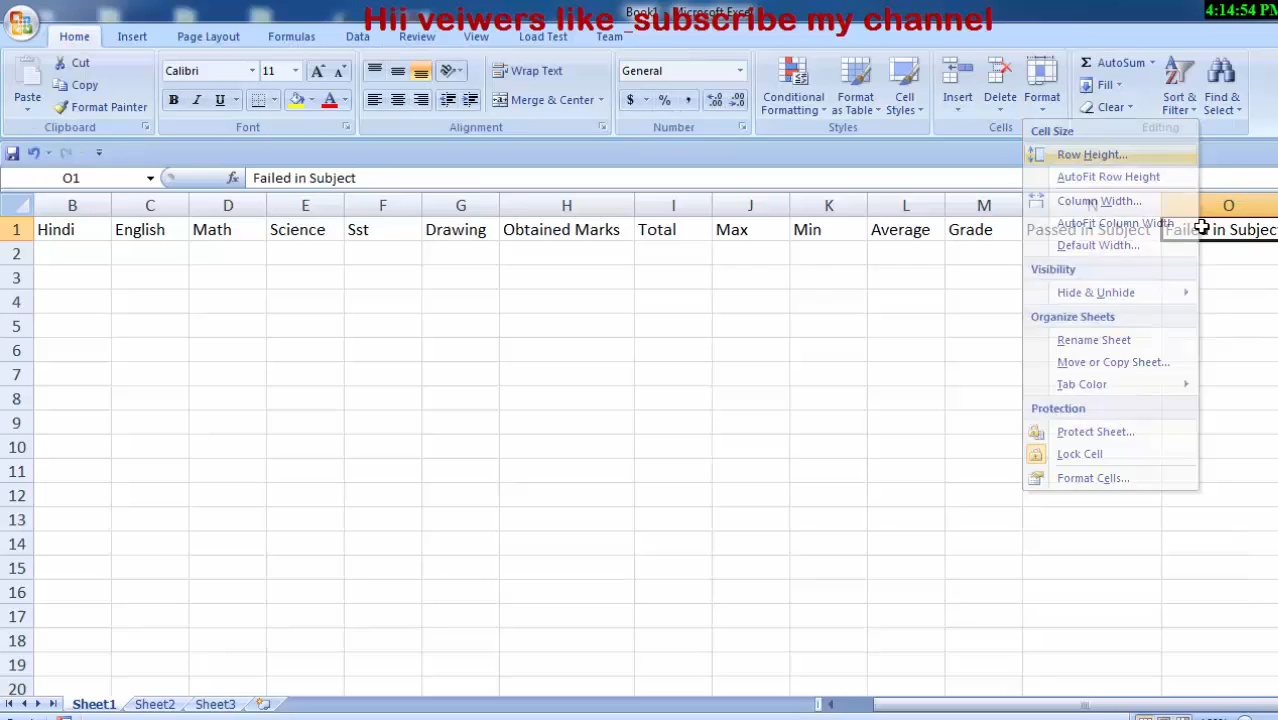 Book1 - Microsoft Excel
Hii veiwers like _subscribe my channel
4:14:54 PM
Home Insert Page Layout Formulas Data Review View Load Test Team
Paste
Cut
Copy
Format Painter
Clipboard
Calibri 11
B I U
Font
Wrap Text
Merge & Center
Alignment
General
$ % ,
Number
Conditional Formatting
Format as Table
Cell Styles
Styles
Insert Delete Format
Cells
Σ AutoSum
Fill
Clear
Sort & Filter
Find & Select
Editing
O1 fx Failed in Subject
B C D E F G H I J K L M N O
1 Hindi English Math Science Sst Drawing Obtained Marks Total Max Min Average Grade Passed in Subject Failed in Subjec
2
3
4
5
6
7
8
9
10
11
12
13
14
15
16
17
18
19
20
Cell Size
Row Height...
AutoFit Row Height
Column Width...
AutoFit Column Width
Default Width...
Visibility
Hide & Unhide
Organize Sheets
Rename Sheet
Move or Copy Sheet...
Tab Color
Protection
Protect Sheet...
Lock Cell
Format Cells...
Sheet1 Sheet2 Sheet3